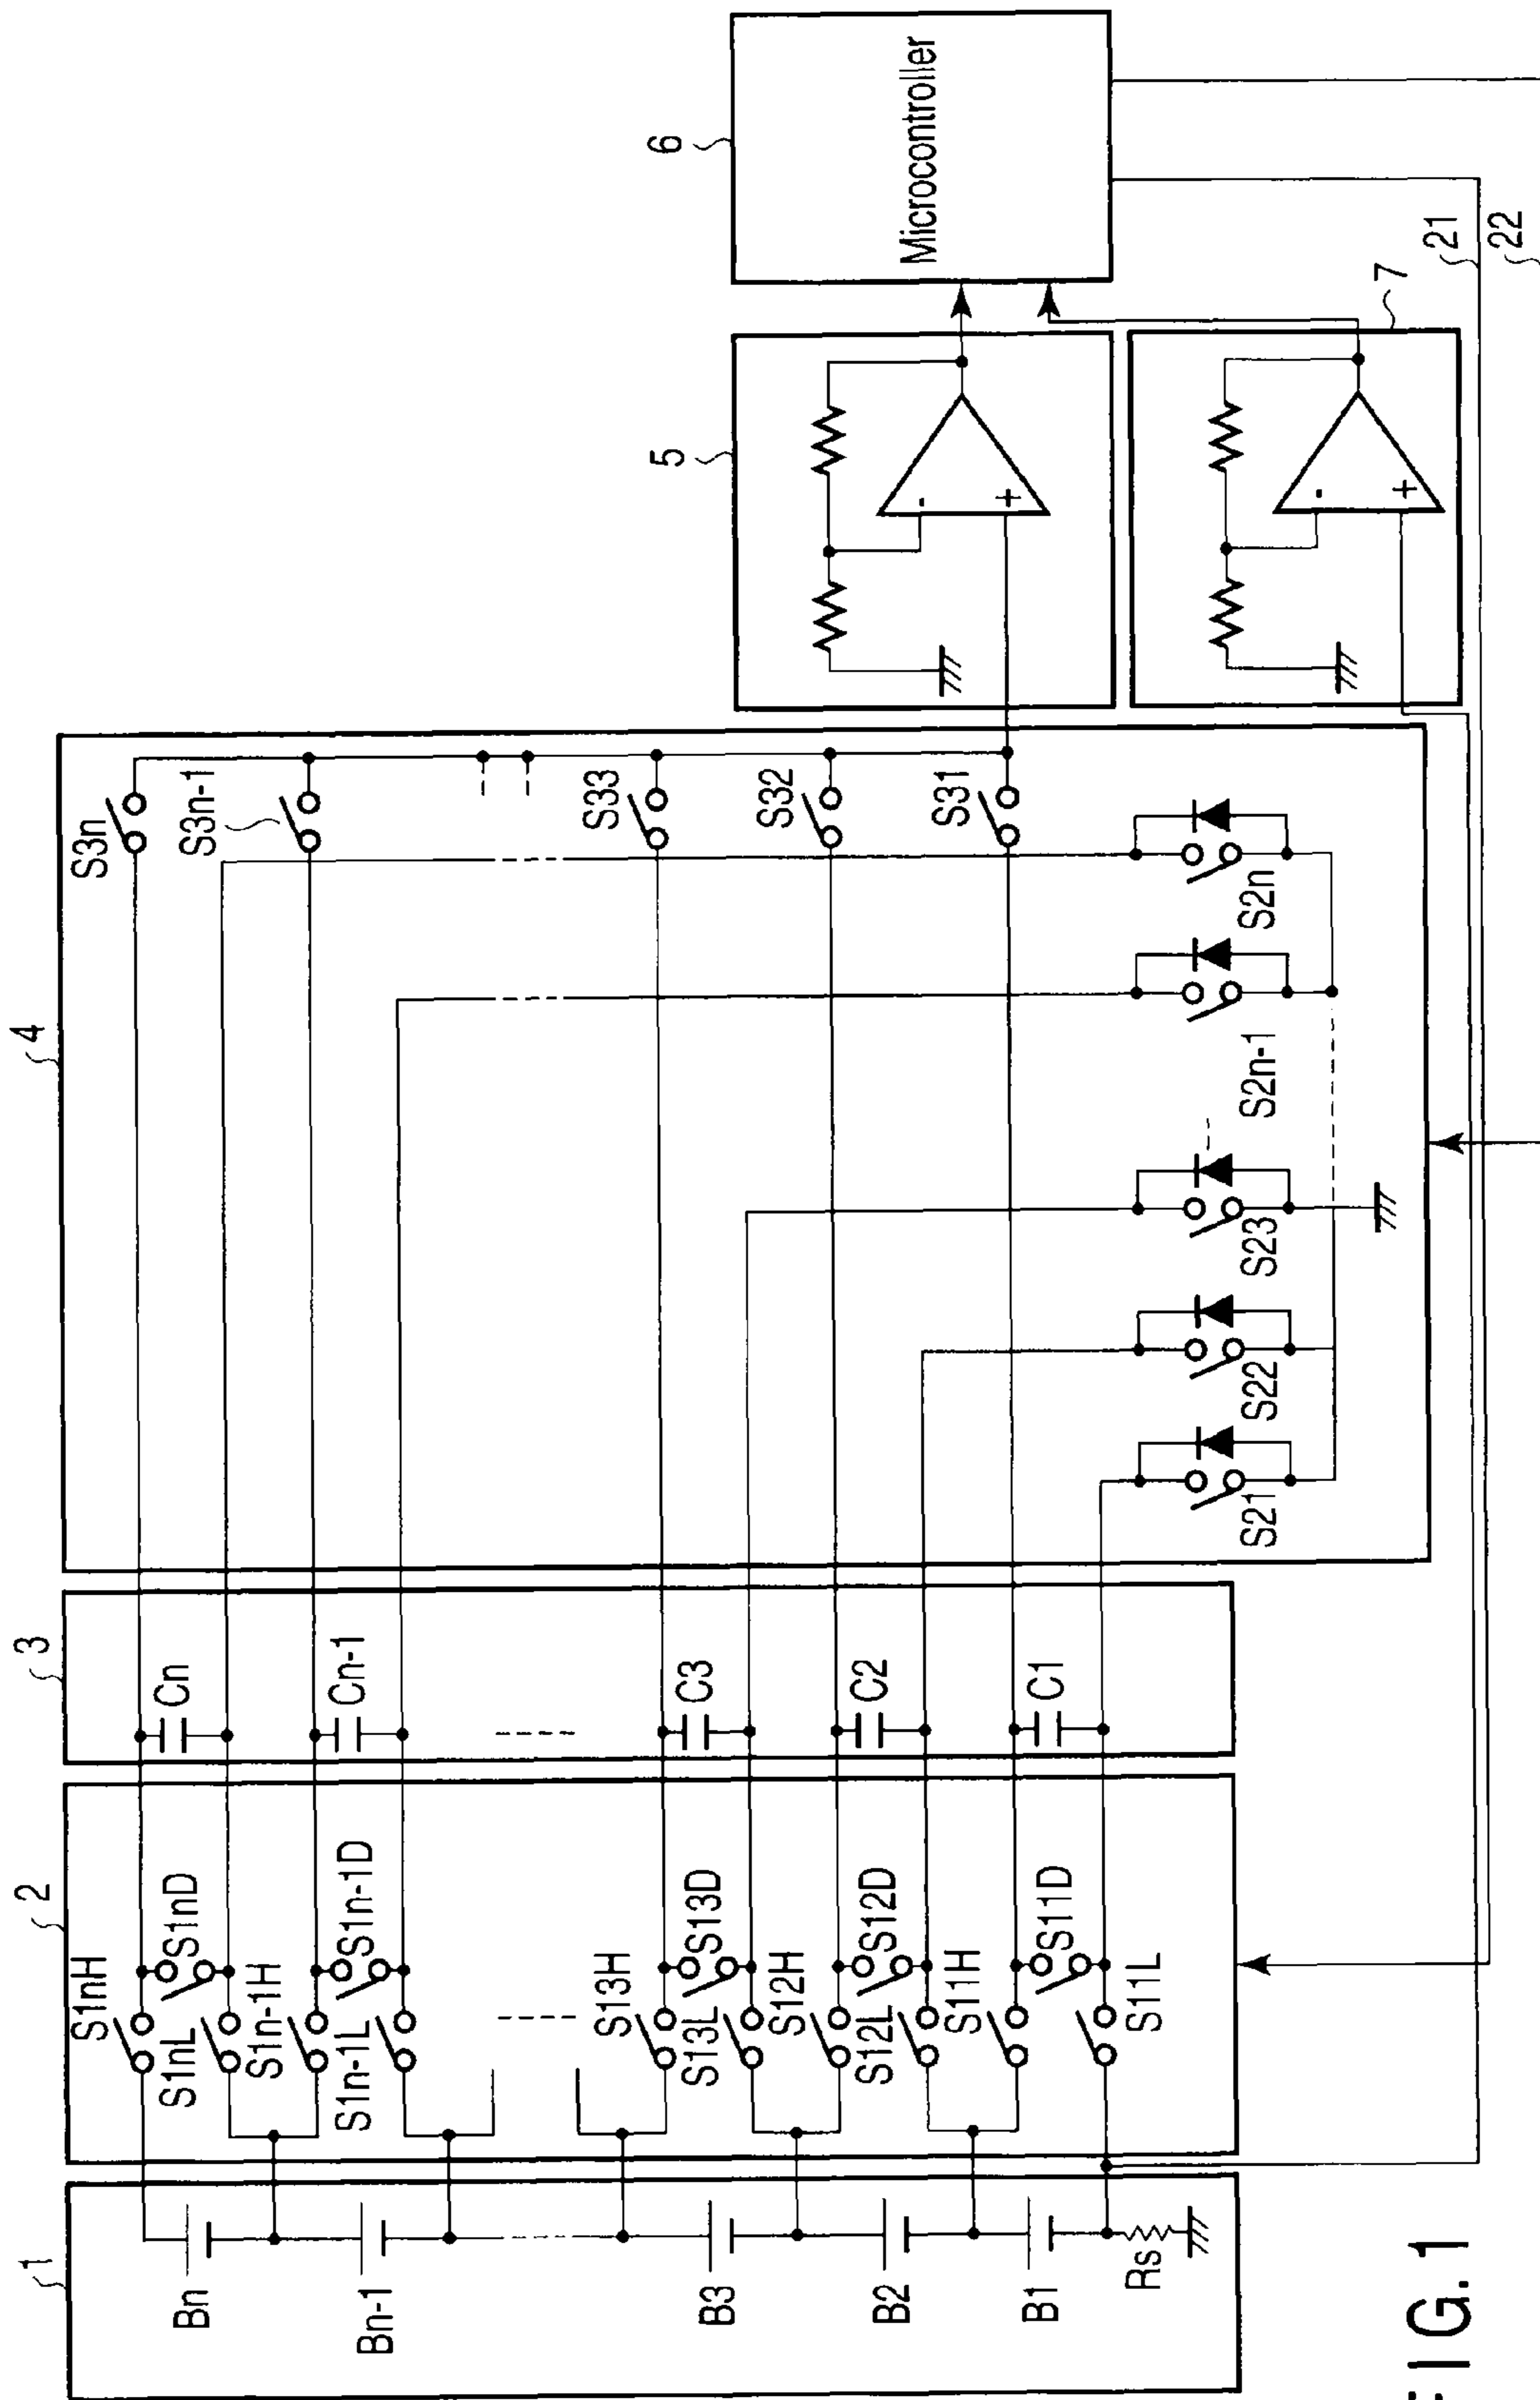 1
Bn
Bn-1
B3
B2
B1
Rs
2
S1nH
S1nL
S1nD
S1n-1H
S1n-1L
S1n-1D
S13H
S13L
S13D
S12H
S12L
S12D
S11H
S11D
S11L
3
Cn
Cn-1
C3
C2
C1
4
S3n
S3n-1
S33
S32
S31
S21
S22
S23
S2n-1
S2n
5
-
+
7
-
+
6
Microcontroller
21
22
FIG. 1